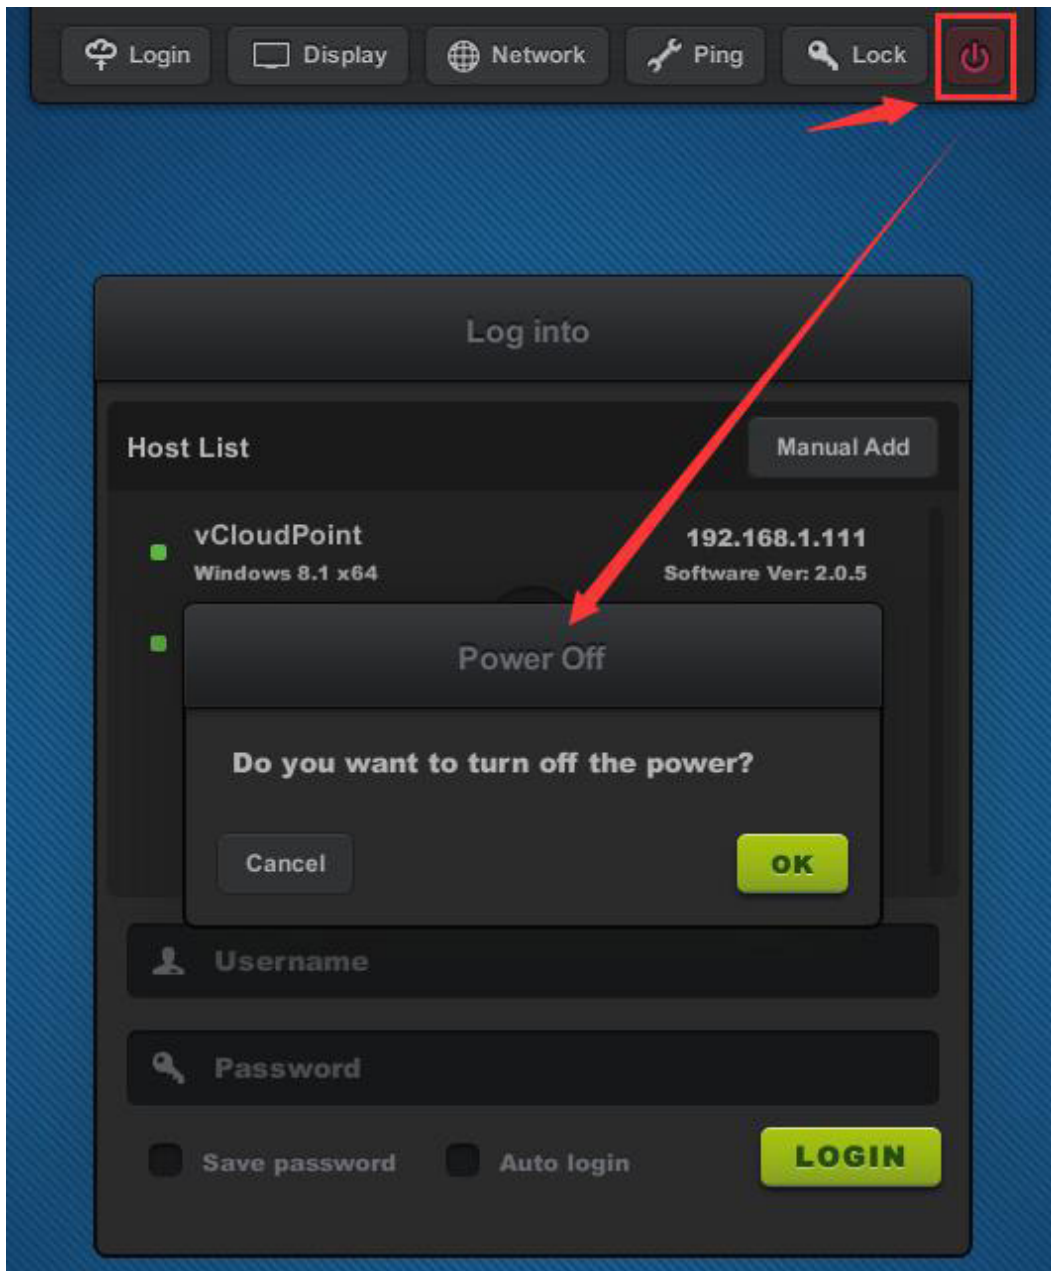 Login Display Network Ping Lock
Log into
Host List Manual Add
vCloudPoint 192.168.1.111
Windows 8.1 x64 Software Ver: 2.0.5
Power Off
Do you want to turn off the power?
Cancel OK
Username
Password
Save password Auto login LOGIN